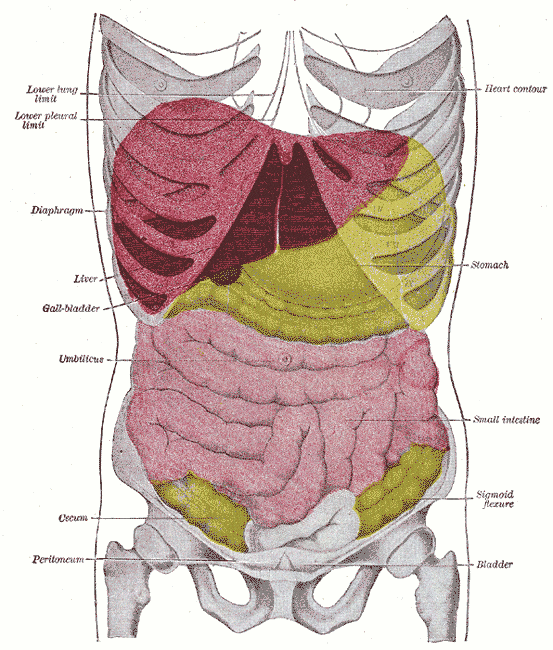 Lower lung
limit
Lower pleural
limit
Diaphragm
Liver
Gall-bladder
Umbilicus
Cecum
Peritoneum
Heart contour
Stomach
Small intestine
Sigmoid
flexure
Bladder